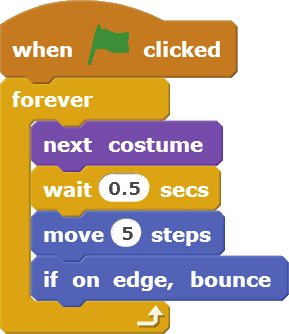 when clicked
forever
next costume
wait 0.5 secs
move 5 steps
if on edge, bounce